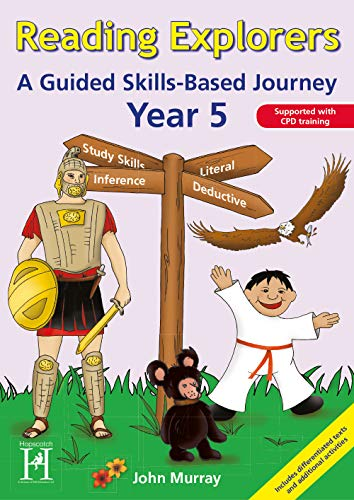 Reading Explorers
A Guided Skills-Based Journey
Year 5
Supported with
CPD training
Study Skills
Literal
Inference
Deductive
Hopscotch
H
John Murray
Includes differentiated texts
and additional activities